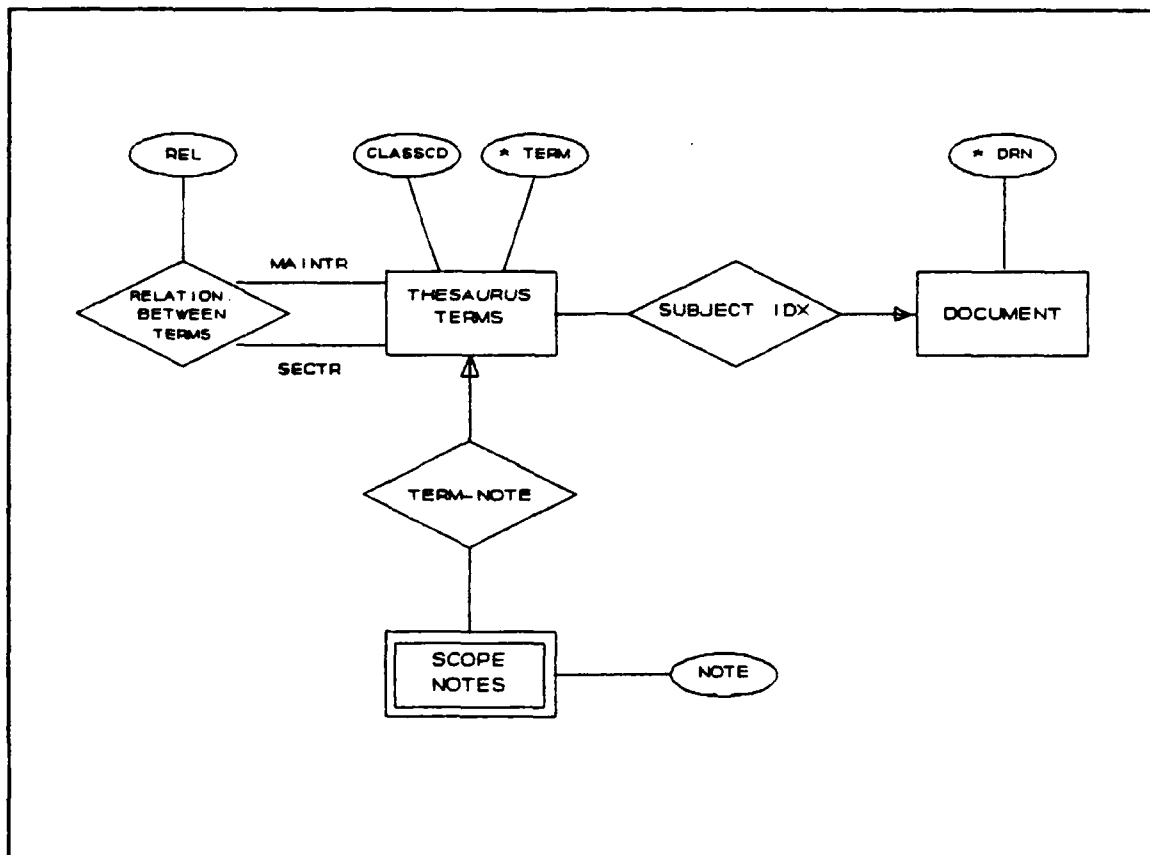 REL
CLASSCD
* TERM
* DRN
MAINTR
RELATION.
BETWEEN
TERMS
THESAURUS
TERMS
SUBJECT IDX
DOCUMENT
SECTR
TERM-NOTE
SCOPE
NOTES
NOTE